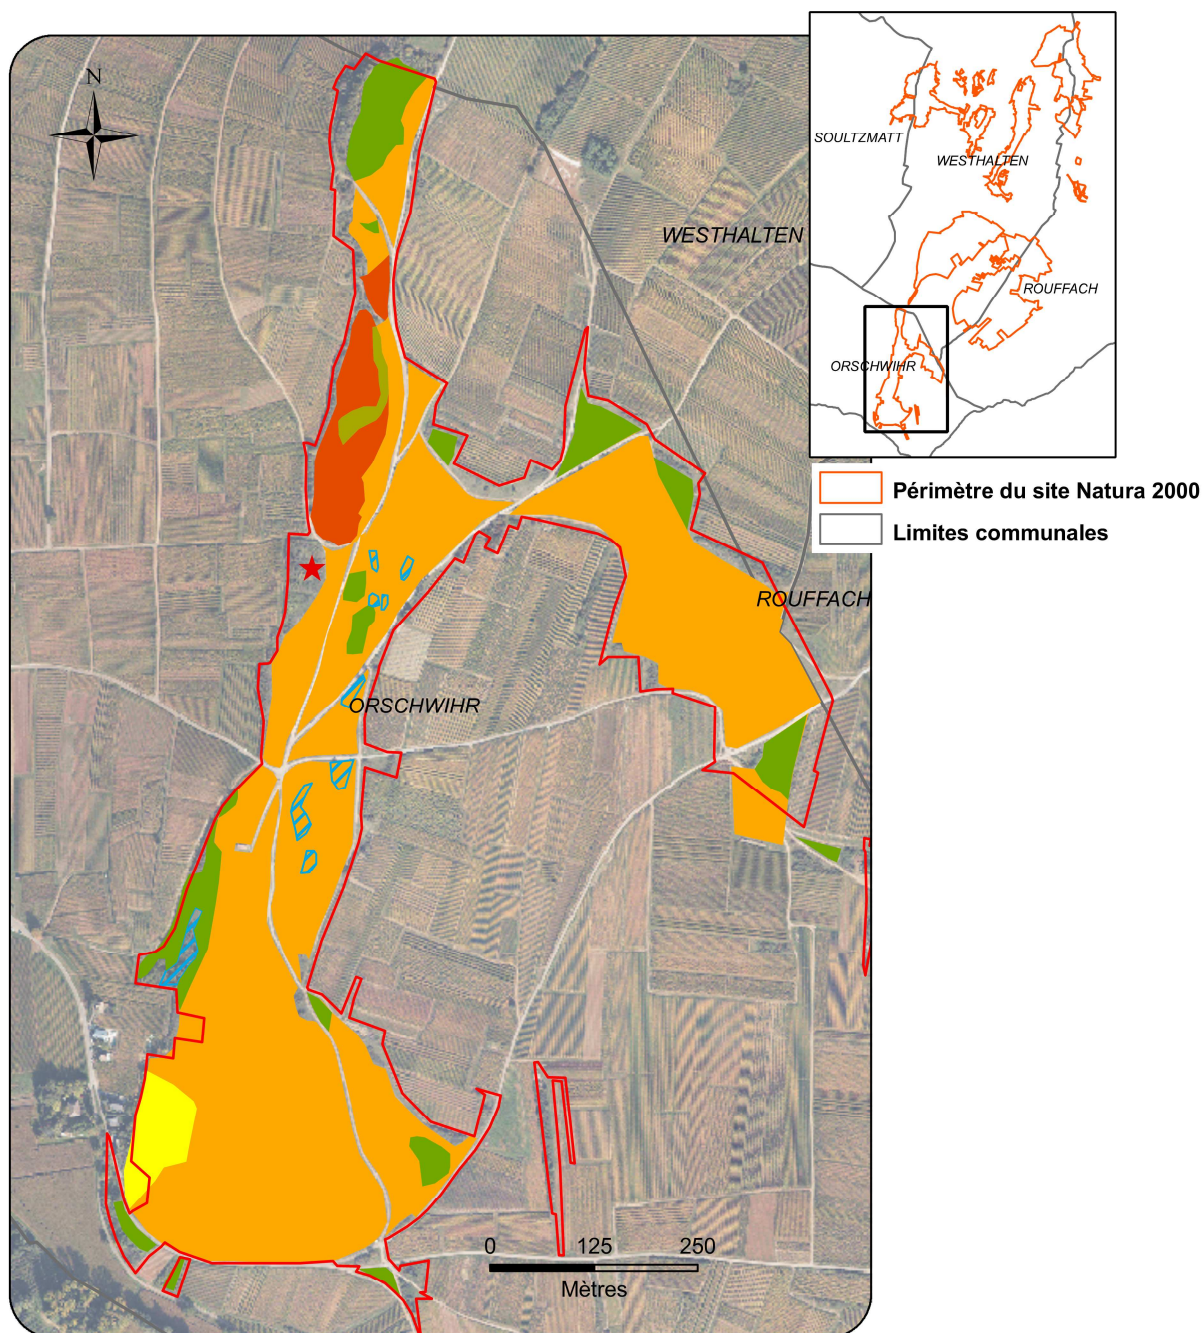 N
WESTHALTEN
ROUFFACH
ORSCHWIHR
0 125 250
Mètres
SOULTZMATT
WESTHALTEN
ROUFFACH
ORSCHWIHR
Périmètre du site Natura 2000
Limites communales